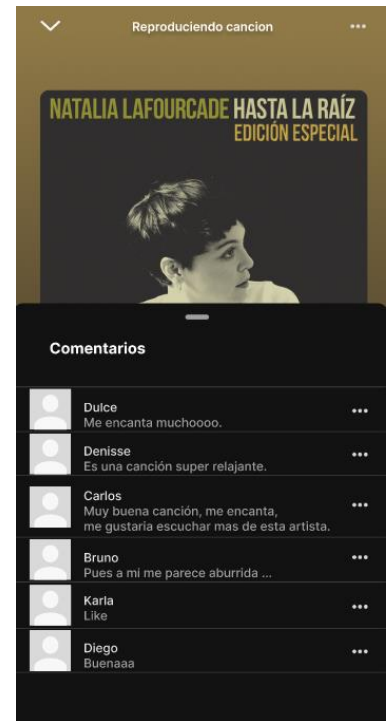 Reproduciendo cancion
NATALIA LAFOURCADE HASTA LA RAÍZ
EDICIÓN ESPECIAL
Comentarios
Dulce
Me encanta muchoooo.
Denisse
Es una canción super relajante.
Carlos
Muy buena canción, me encanta,
me gustaría escuchar mas de esta artista.
Bruno
Pues a mi me parece aburrida ...
Karla
Like
Diego
Buenaaa